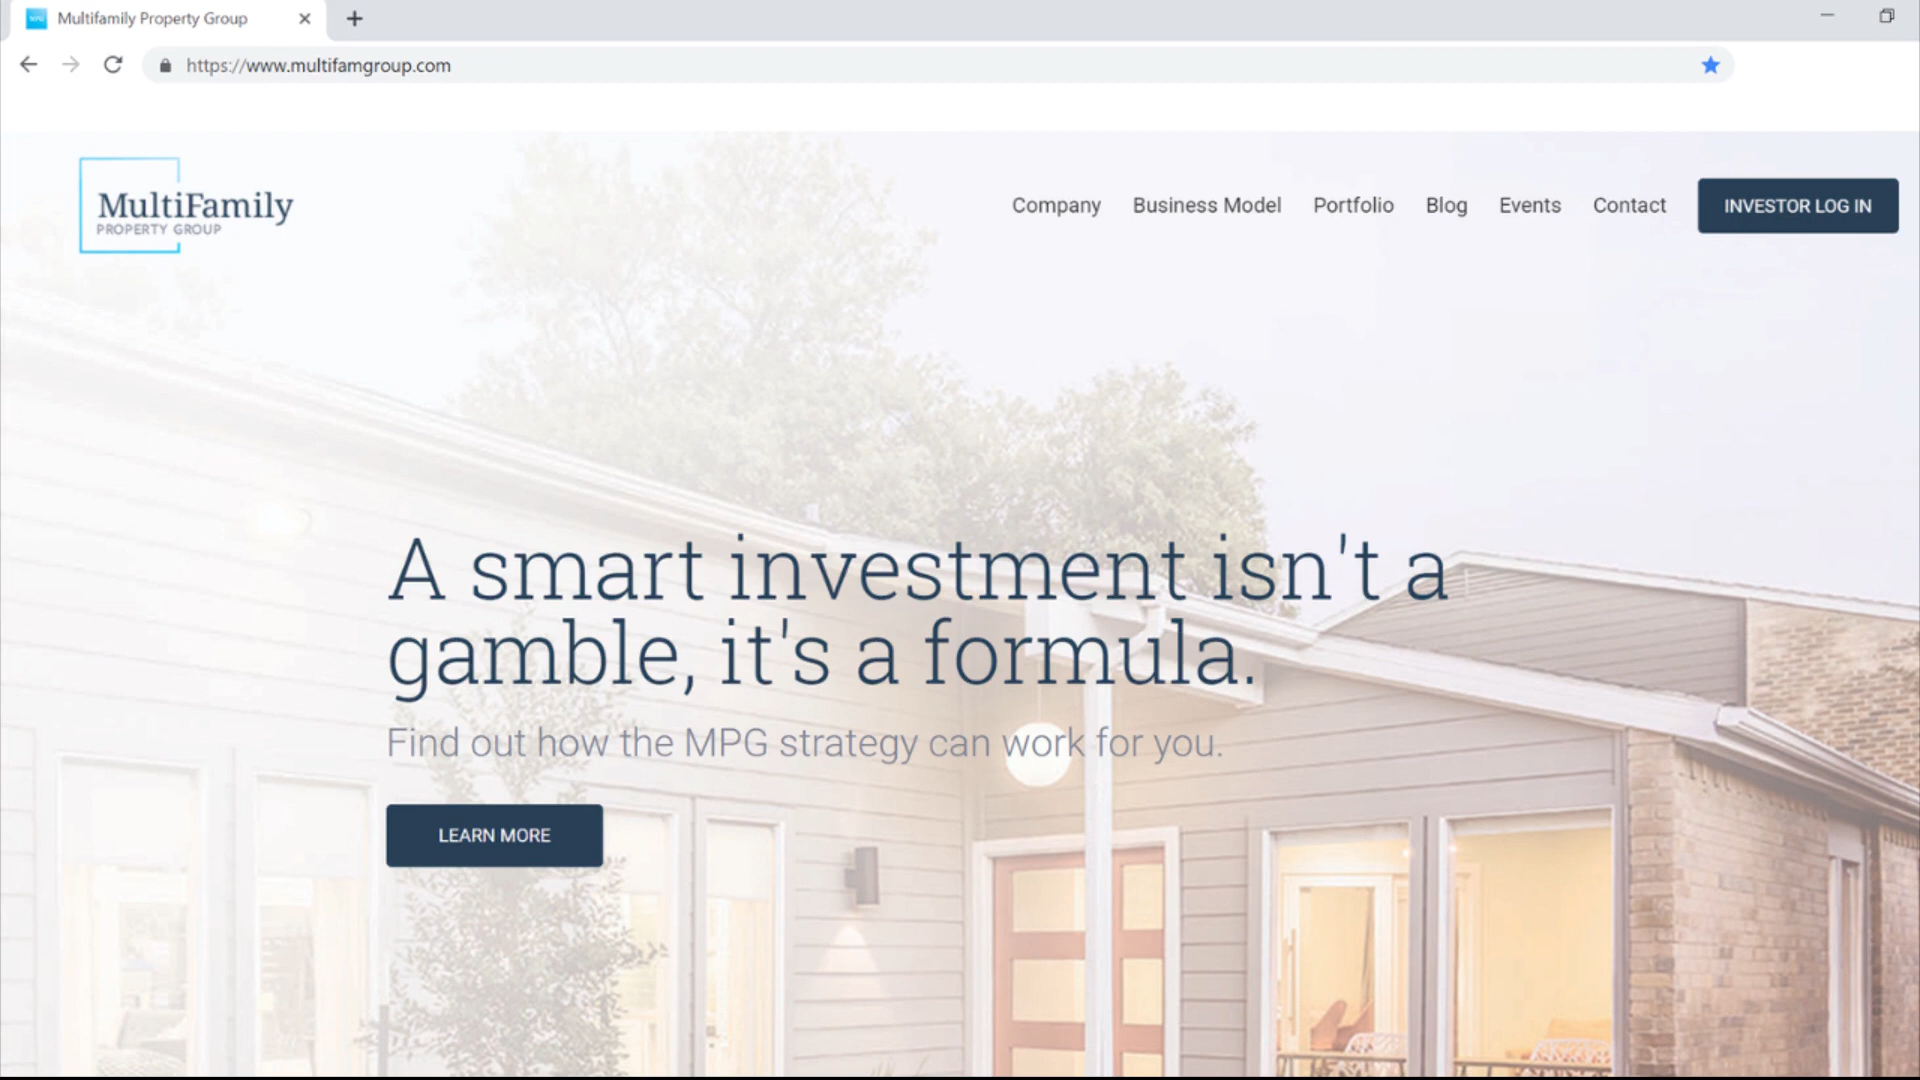 Multifamily Property Group
https://www.multifamgroup.com
MultiFamily
PROPERTY GROUP
Company Business Model Portfolio Blog Events Contact INVESTOR LOG IN
A smart investment isn't a
gamble, it's a formula.
Find out how the MPG strategy can work for you.
LEARN MORE